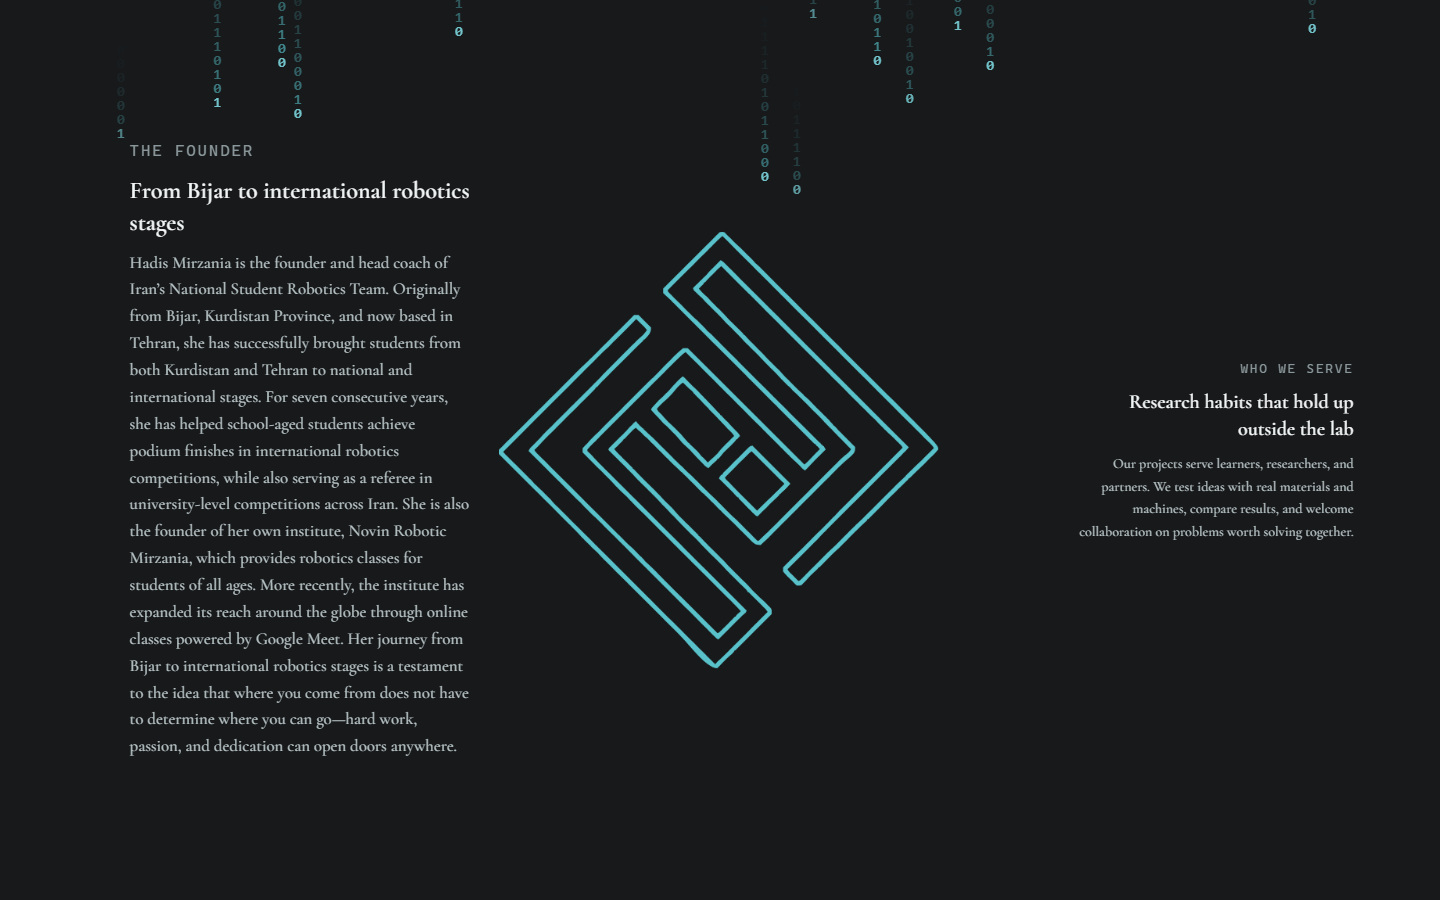 THE FOUNDER
From Bijar to international robotics
stages
Hadis Mirzania is the founder and head coach of
Iran’s National Student Robotics Team. Originally
from Bijar, Kurdistan Province, and now based in
Tehran, she has successfully brought students from
both Kurdistan and Tehran to national and
international stages. For seven consecutive years,
she has helped school-aged students achieve
podium finishes in international robotics
competitions, while also serving as a referee in
university-level competitions across Iran. She is also
the founder of her own institute, Novin Robotic
Mirzania, which provides robotics classes for
students of all ages. More recently, the institute has
expanded its reach around the globe through online
classes powered by Google Meet. Her journey from
Bijar to international robotics stages is a testament
to the idea that where you come from does not have
to determine where you can go—hard work,
passion, and dedication can open doors anywhere.
WHO WE SERVE
Research habits that hold up
outside the lab
Our projects serve learners, researchers, and
partners. We test ideas with real materials and
machines, compare results, and welcome
collaboration on problems worth solving together.